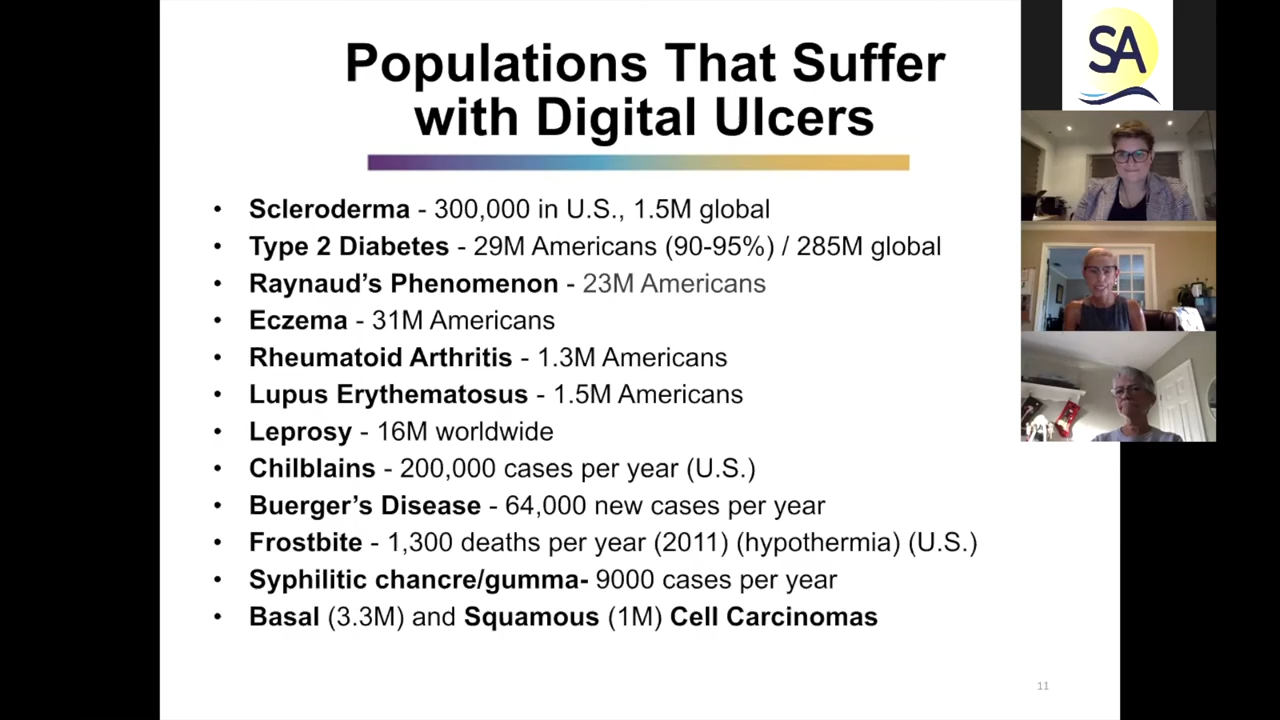 Populations That Suffer
with Digital Ulcers
• Scleroderma - 300,000 in U.S., 1.5M global
• Type 2 Diabetes - 29M Americans (90-95%) / 285M global
• Raynaud’s Phenomenon - 23M Americans
• Eczema - 31M Americans
• Rheumatoid Arthritis - 1.3M Americans
• Lupus Erythematosus - 1.5M Americans
• Leprosy - 16M worldwide
• Chilblains - 200,000 cases per year (U.S.)
• Buerger’s Disease - 64,000 new cases per year
• Frostbite - 1,300 deaths per year (2011) (hypothermia) (U.S.)
• Syphilitic chancre/gumma- 9000 cases per year
• Basal (3.3M) and Squamous (1M) Cell Carcinomas
11
SA